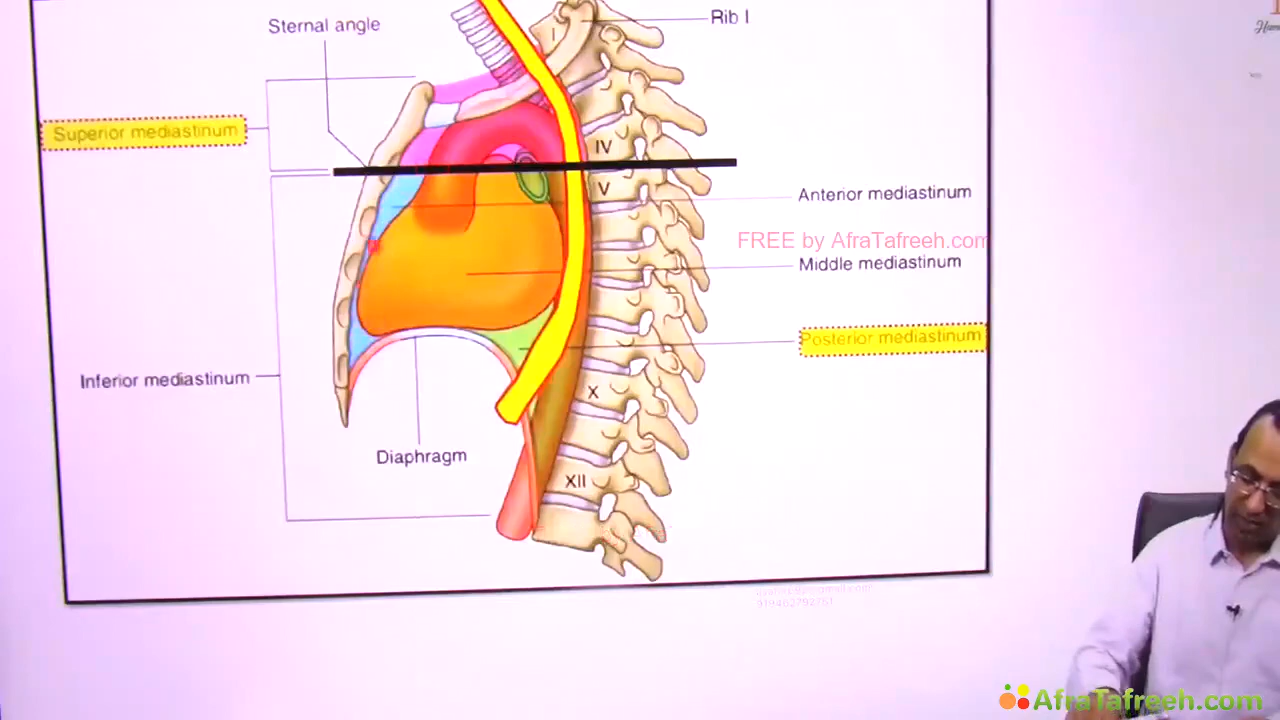 Sternal angle
Rib I
I
Superior mediastinum
IV
V
Anterior mediastinum
FREE by AfraTafreeh.com
Middle mediastinum
Posterior mediastinum
Inferior mediastinum
X
Diaphragm
XII
919462792761
AfraTafreeh.com